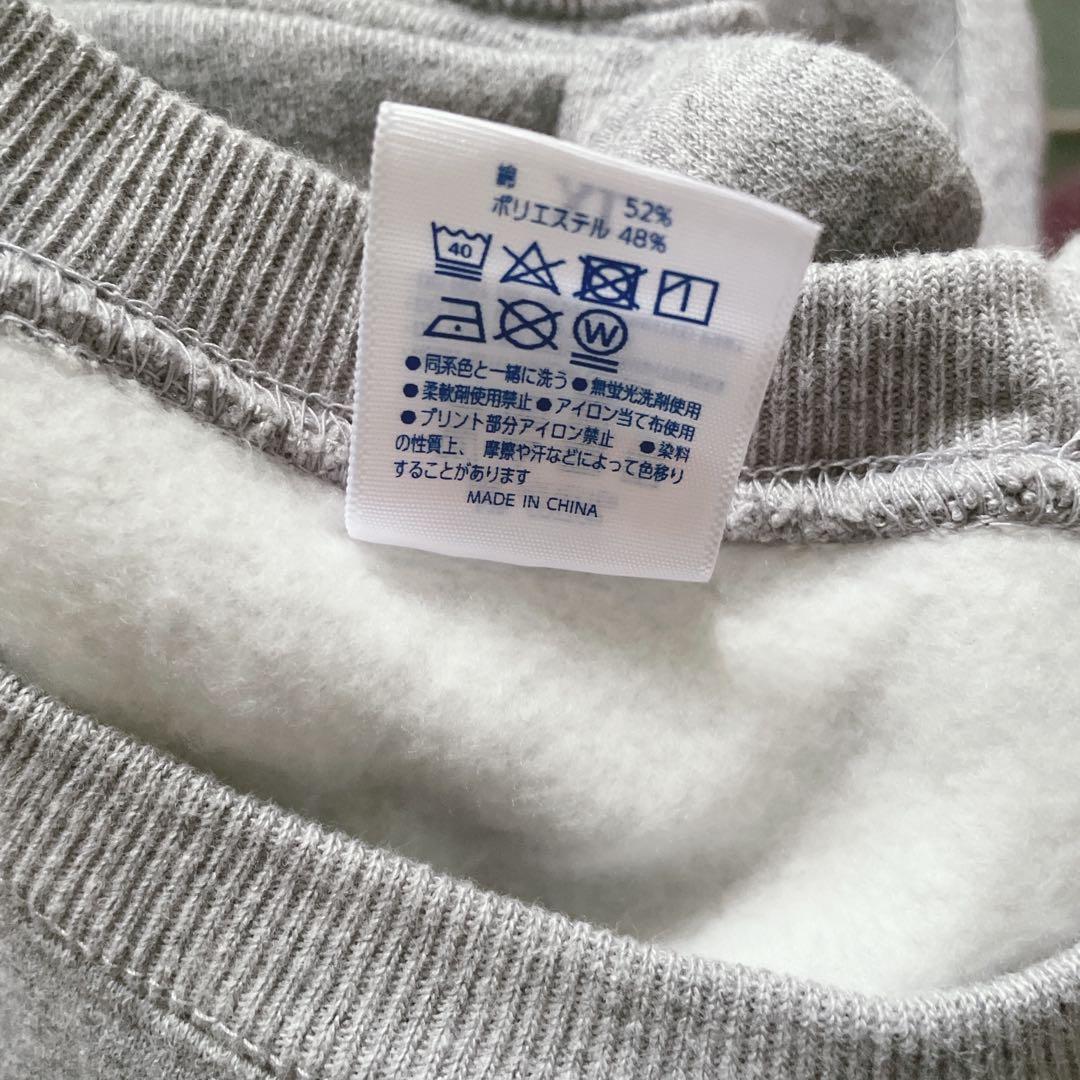 綿 52%
ポリエステル 48%
40
W
●同系色と一緒に洗う ●無蛍光洗剤使用
●柔軟剤使用禁止 ●アイロン当て布使用
●プリント部分アイロン禁止 ●染料
の性質上、摩擦や汗などによって色移り
することがあります
MADE IN CHINA